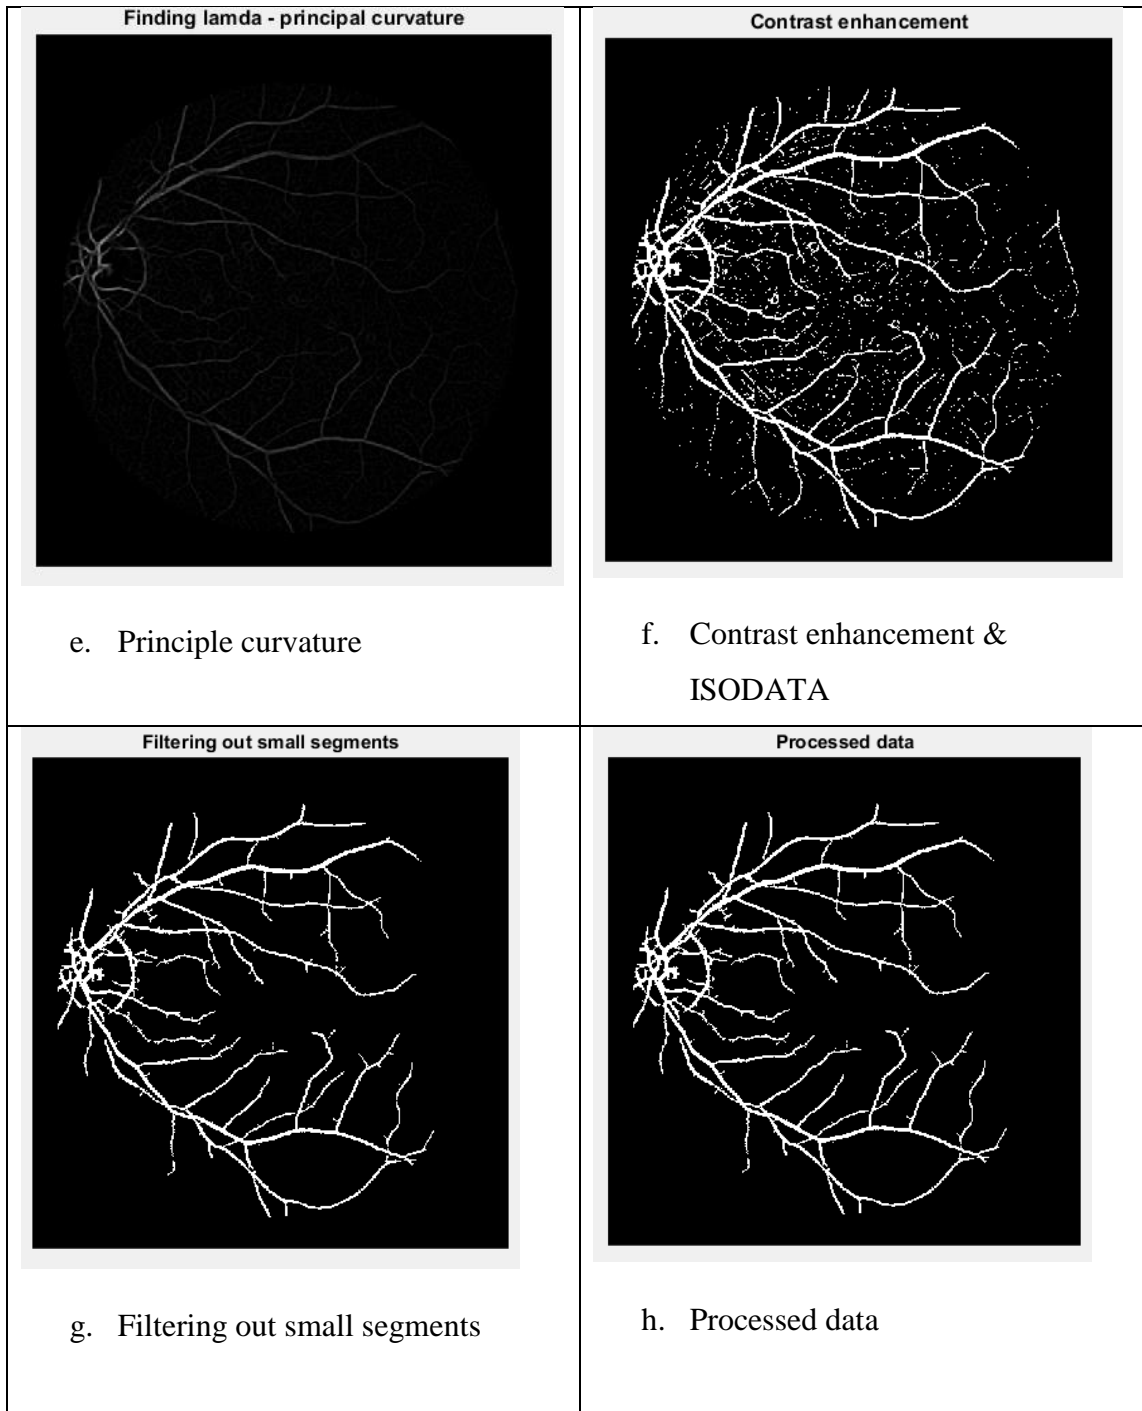 Finding lamda - principal curvature
Contrast enhancement
e. Principle curvature
f. Contrast enhancement &
ISODATA
Filtering out small segments
Processed data
g. Filtering out small segments
h. Processed data